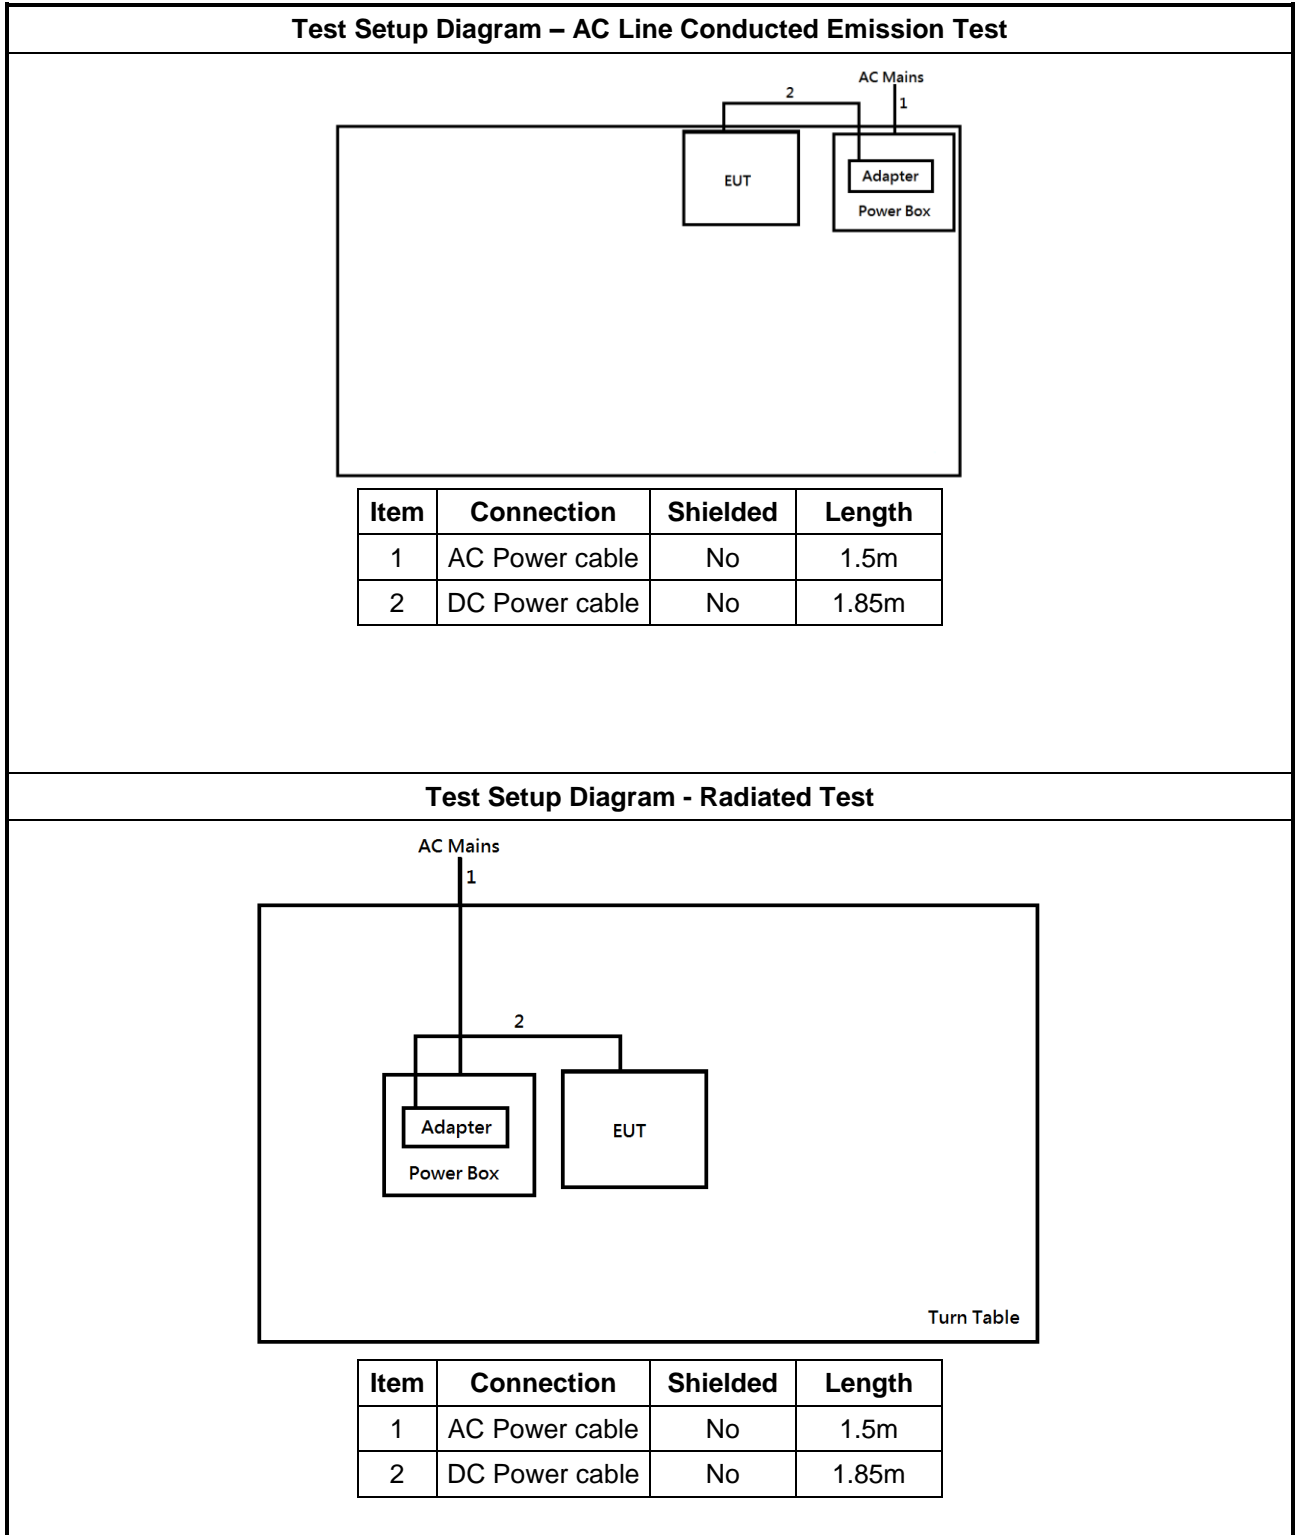 Test Setup Diagram – AC Line Conducted Emission Test
AC Mains
2
1
EUT
Adapter
Power Box
Item Connection Shielded Length
1 AC Power cable No 1.5m
2 DC Power cable No 1.85m
Test Setup Diagram - Radiated Test
AC Mains
1
2
Adapter
EUT
Power Box
Turn Table
Item Connection Shielded Length
1 AC Power cable No 1.5m
2 DC Power cable No 1.85m